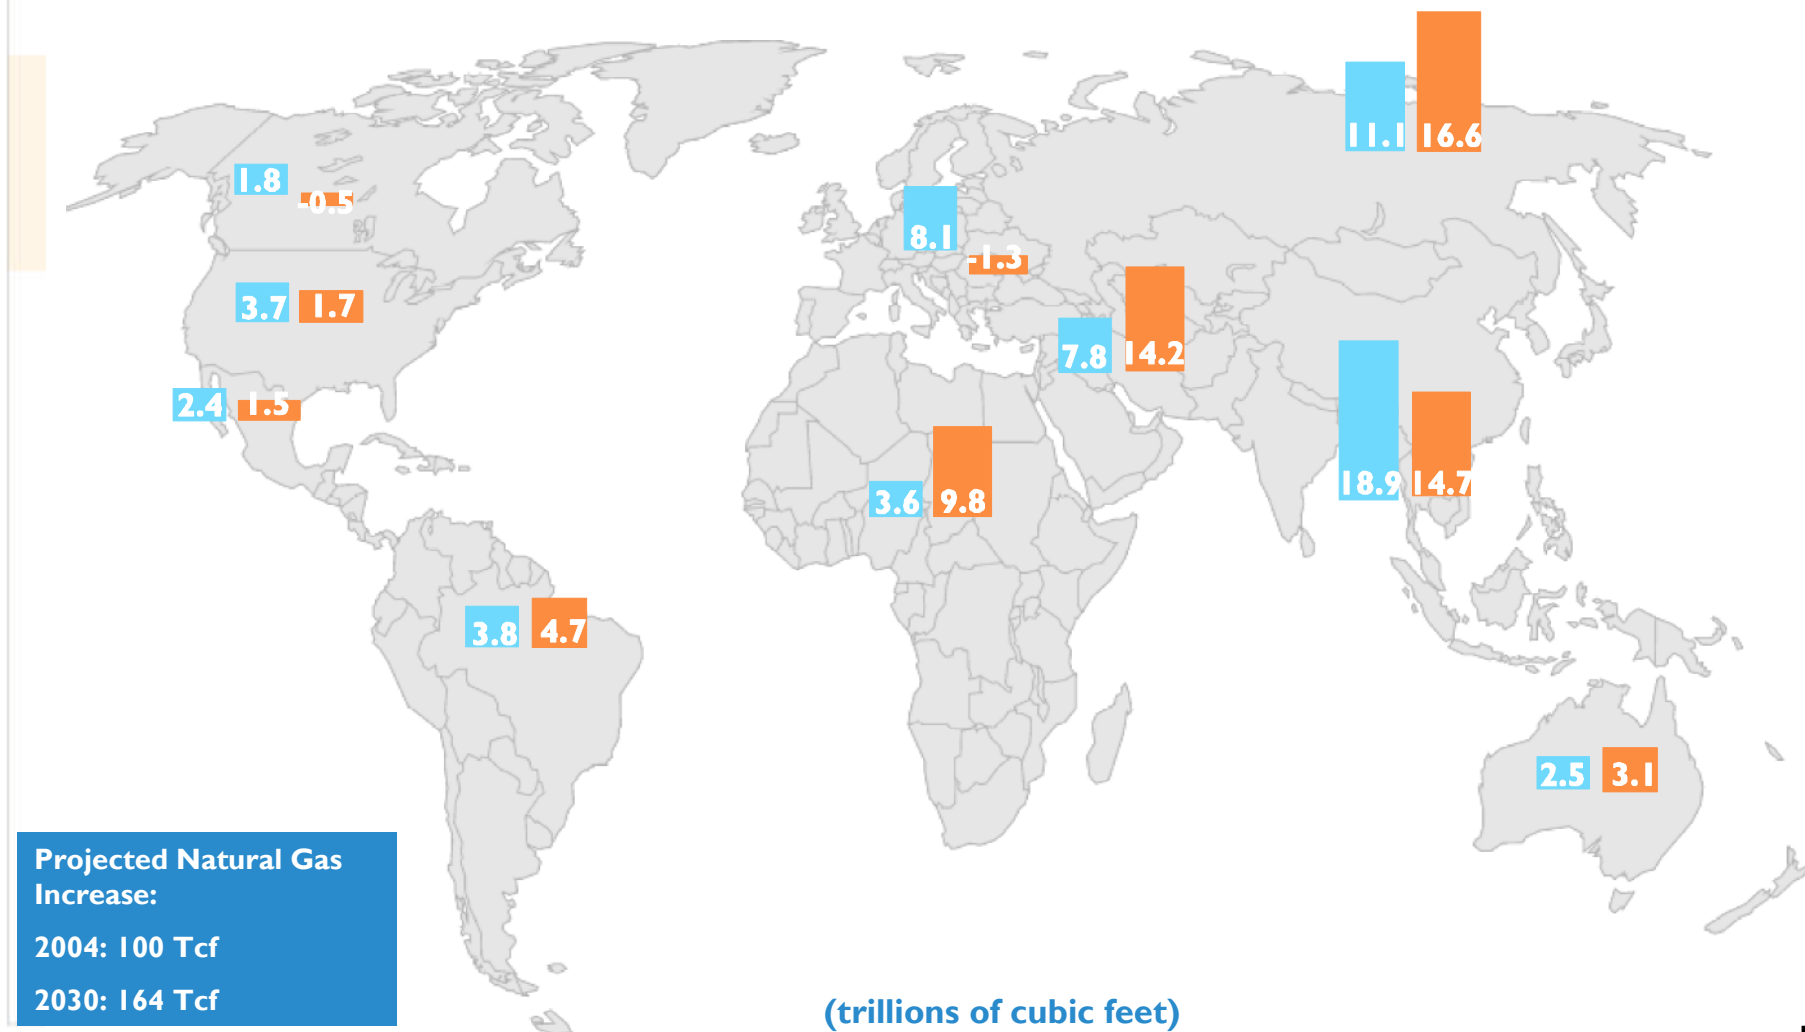 11.1 16.6
1.8 -0.5
8.1 -1.3
3.7 1.7
7.8 14.2
2.4 1.5
18.9 14.7
3.6 9.8
3.8 4.7
2.5 3.1
Projected Natural Gas
Increase:
2004: 100 Tcf
2030: 164 Tcf
(trillions of cubic feet)